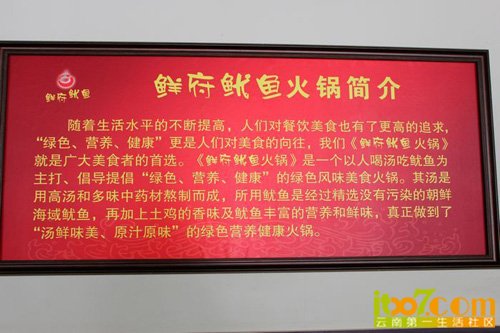 鲜府鱿鱼火锅简介
鲜府鱿鱼
随着生活水平的不断提高，人们对餐饮美食也有了更高的追求，
“绿色、营养、健康”更是人们对美食的向往，我们《鲜府鱿鱼火锅》
就是广大美食者的首选。《鲜府鱿鱼火锅》是一个以人喝汤吃鱿鱼为
主打、倡导提倡“绿色、营养、健康”的绿色风味美食火锅。其汤是
用高汤和多味中药材熬制而成，所用鱿鱼是经过精选没有污染的朝鲜
海域鱿鱼，再加上土鸡的香味及鱿鱼丰富的营养和鲜味，真正做到了
“汤鲜味美、原汁原味”的绿色营养健康火锅。
ito7.com
云南第一生活社区